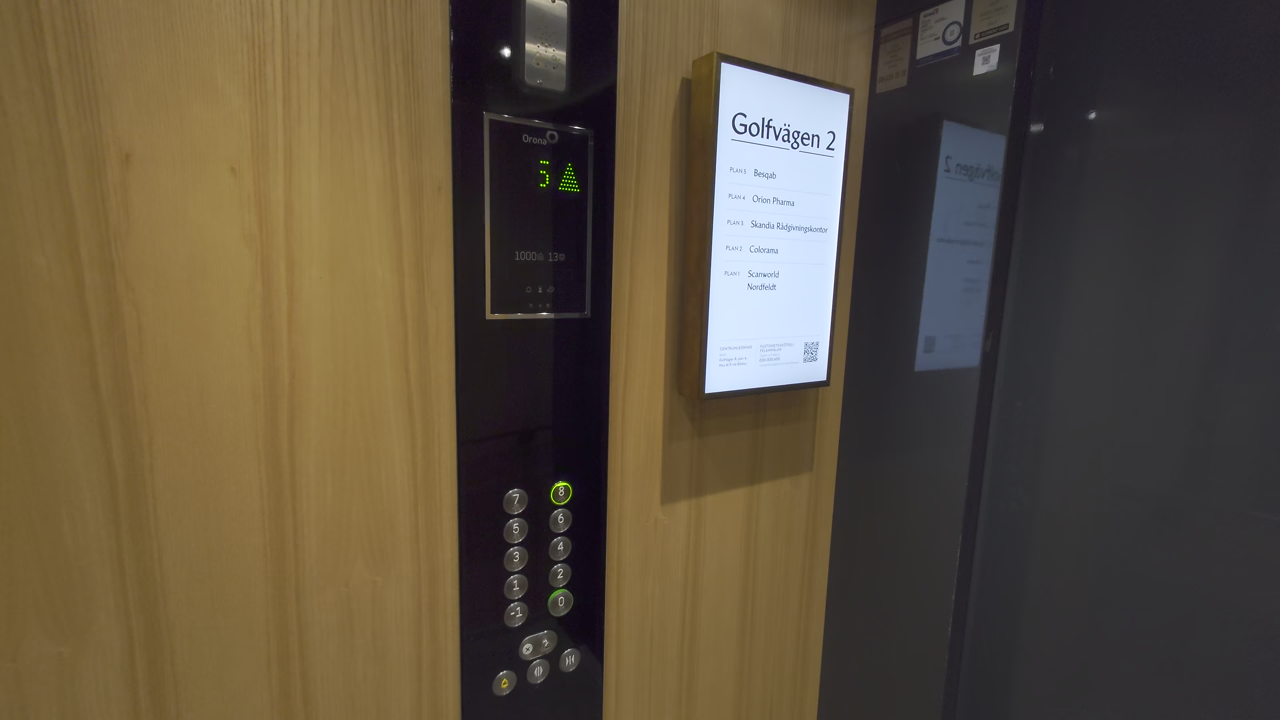 Orona
5
1000 13
7 8
5 6
3 4
1 2
-1 0
Golfvägen 2
PLAN 5 Besqab
PLAN 4 Orion Pharma
PLAN 3 Skandia Rådgivningskontor
PLAN 2 Colorama
PLAN 1 Scanworld
Nordfeldt